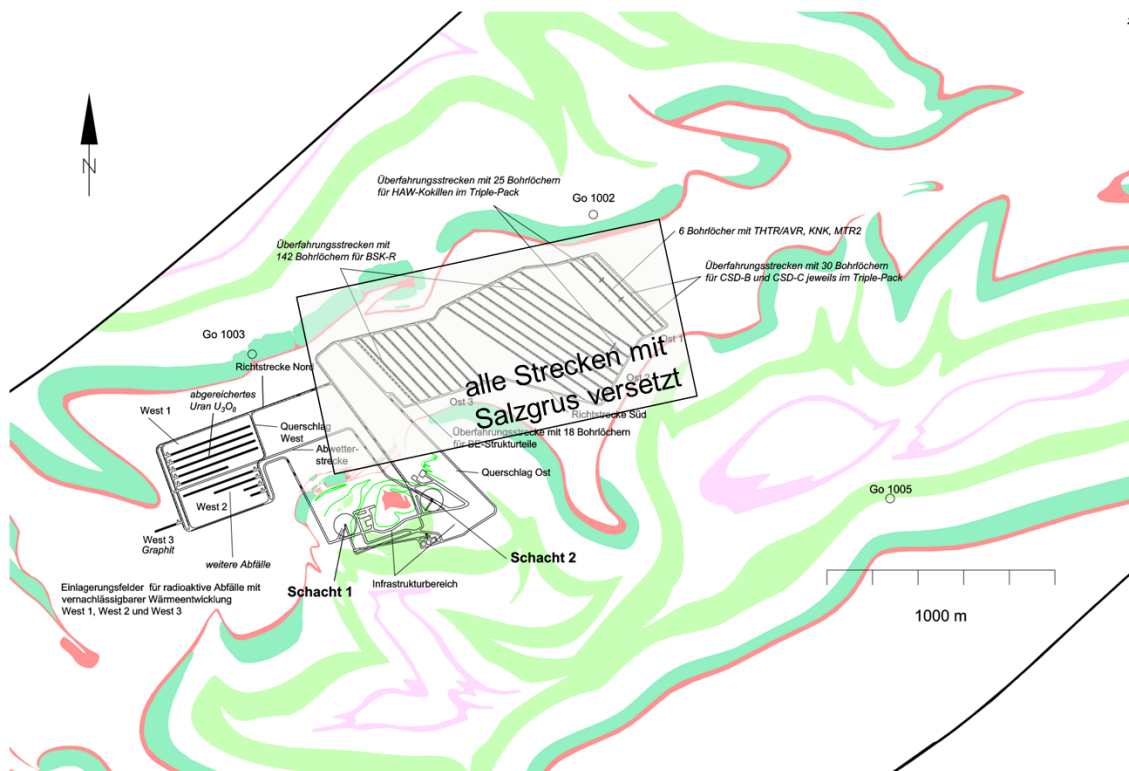 N
Überfahrungsstrecken mit 25 Bohrlöchern
für HAW-Kokillen im Triple-Pack
Go 1002
6 Bohrlöcher mit THTR/AVR, KNK, MTR2
Überfahrungsstrecken mit
142 Bohrlöchern für BSK-R
Überfahrungsstrecken mit 30 Bohrlöchern
für CSD-B und CSD-C jeweils im Triple-Pack
Go 1003
Richtstrecke Nord
Ost 1
alle Strecken mit
Salzgrus versetzt
Ost 2
abgereichertes
Uran U₃O₈
West 1
Ost 3
Richtstrecke Süd
Querschlag
West
Überfahrungsstrecke mit 18 Bohrlöchern
für BE-Strukturteile
Abwetter-
strecke
Querschlag Ost
Go 1005
West 2
West 3
Graphit
weitere Abfälle
Schacht 2
Infrastrukturbereich
Schacht 1
Einlagerungsfelder für radioaktive Abfälle mit
vernachlässigbarer Wärmeentwicklung
West 1, West 2 und West 3
1000 m